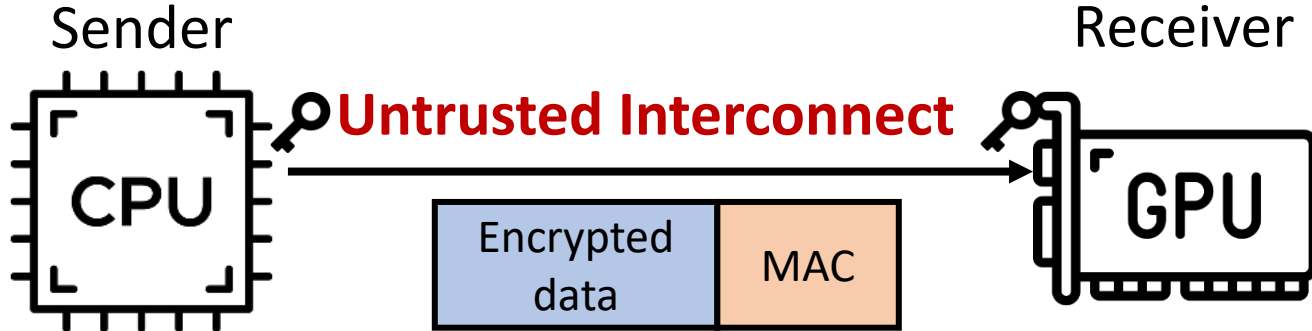 Sender
Receiver
Untrusted Interconnect
CPU
GPU
Encrypted
data
MAC